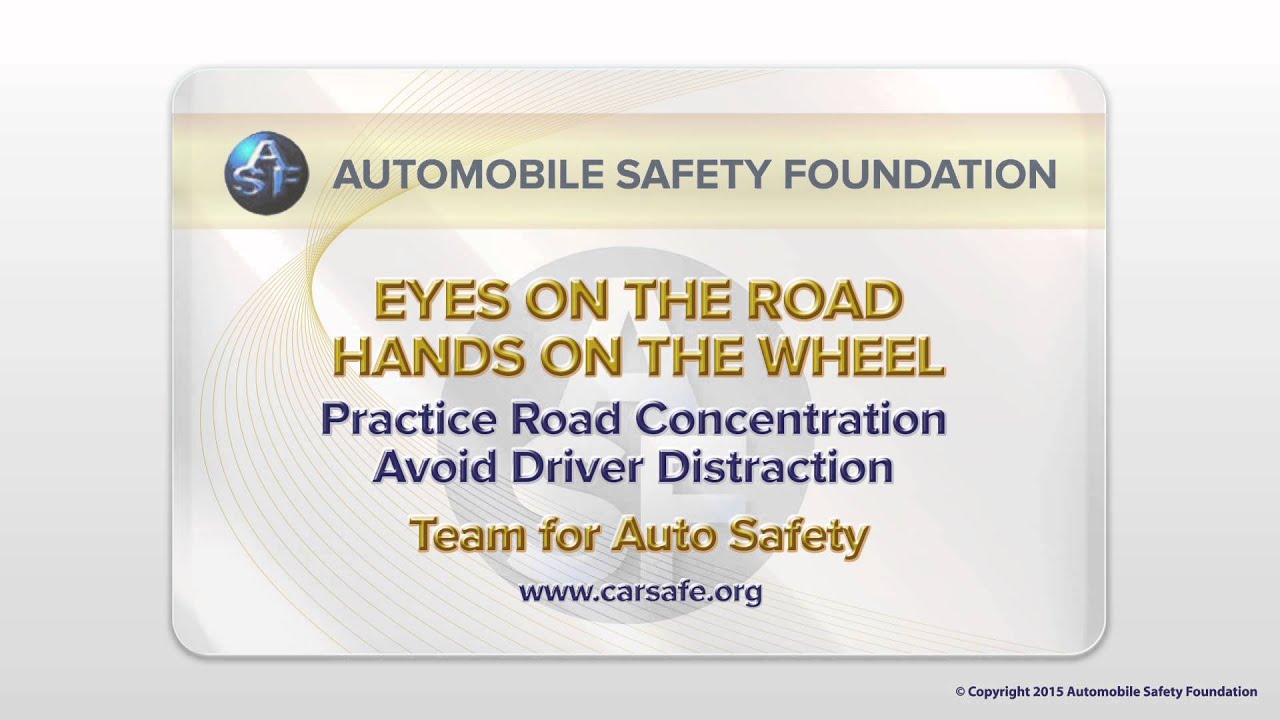 ASF
AUTOMOBILE SAFETY FOUNDATION
EYES ON THE ROAD
HANDS ON THE WHEEL
Practice Road Concentration
Avoid Driver Distraction
Team for Auto Safety
www.carsafe.org
© Copyright 2015 Automobile Safety Foundation